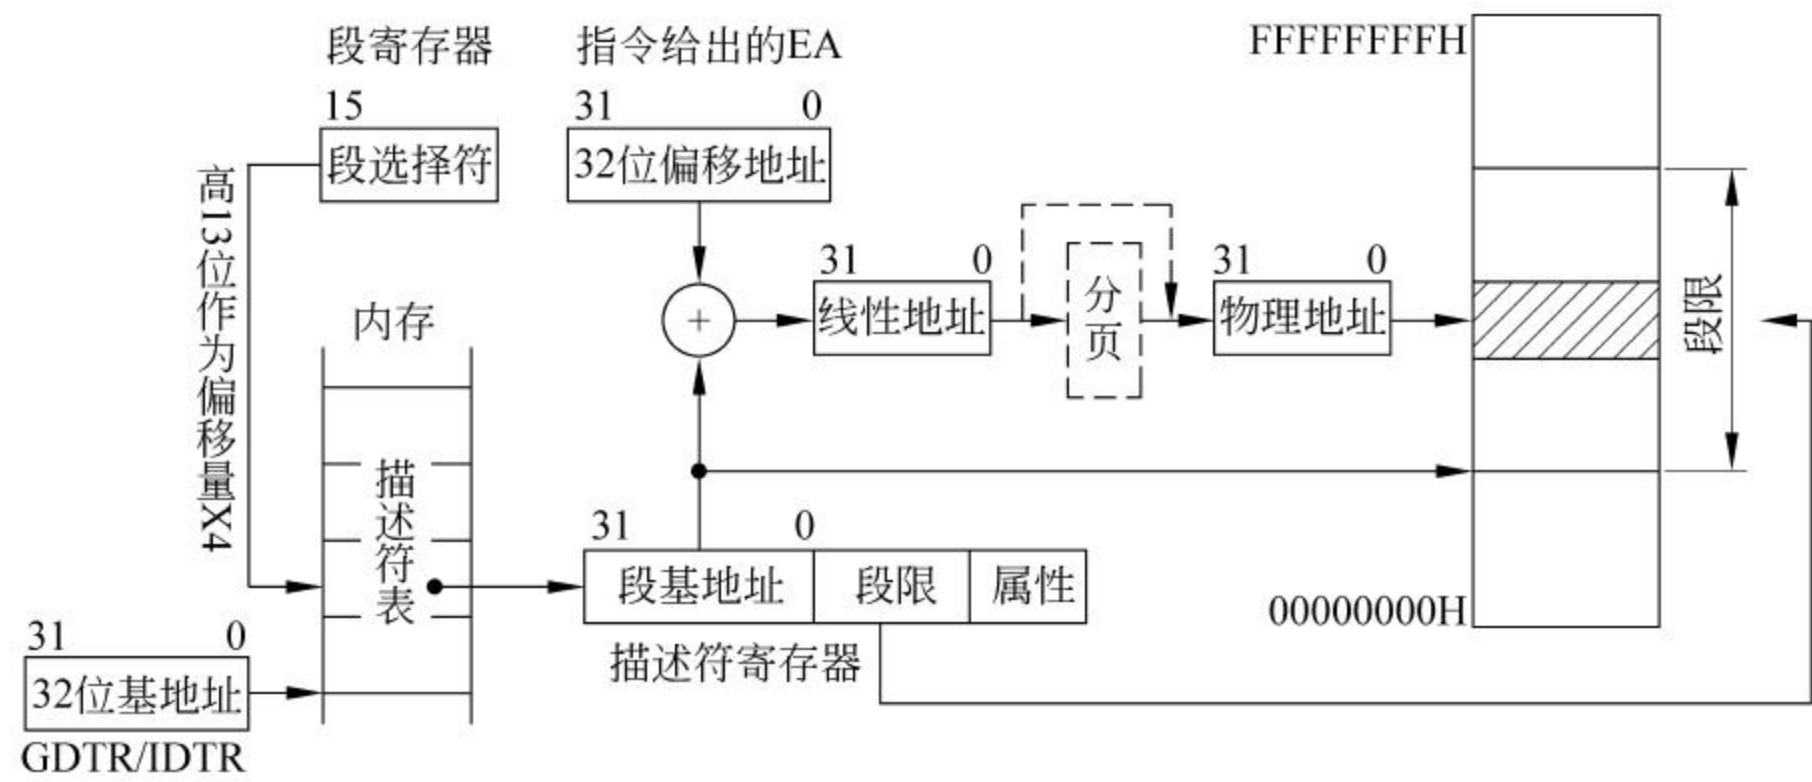 段寄存器
指令给出的EA
FFFFFFFFH
15
31 0
段选择符
32位偏移地址
高13位作为偏移量X4
31 0
线性地址
分页
31 0
物理地址
段限
内存
描述符表
31 0
段基地址 段限 属性
描述符寄存器
00000000H
31 0
32位基地址
GDTR/IDTR